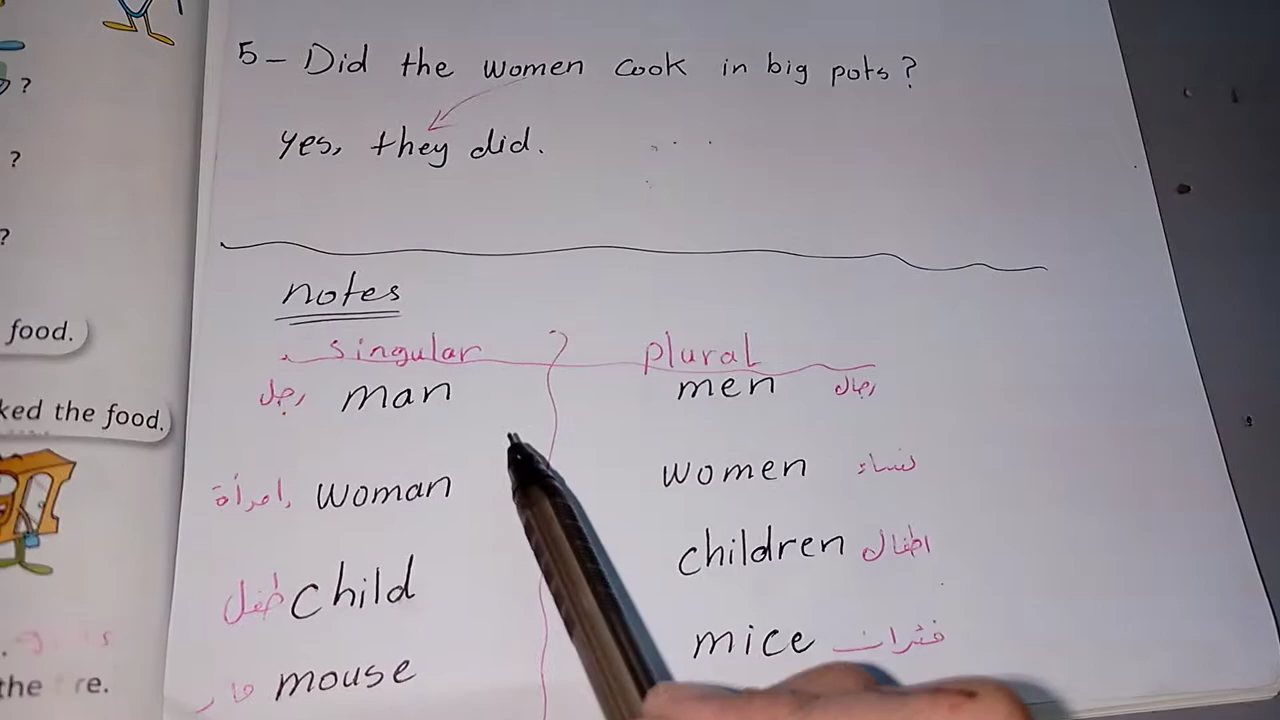 ?
?
?
food.
ked the food.
the re.
5- Did the women cook in big pots?
yes, they did.
notes
singular plural
رجل man men رجال
امرأة woman women نساء
طفل child children اطفال
فار mouse mice فئران